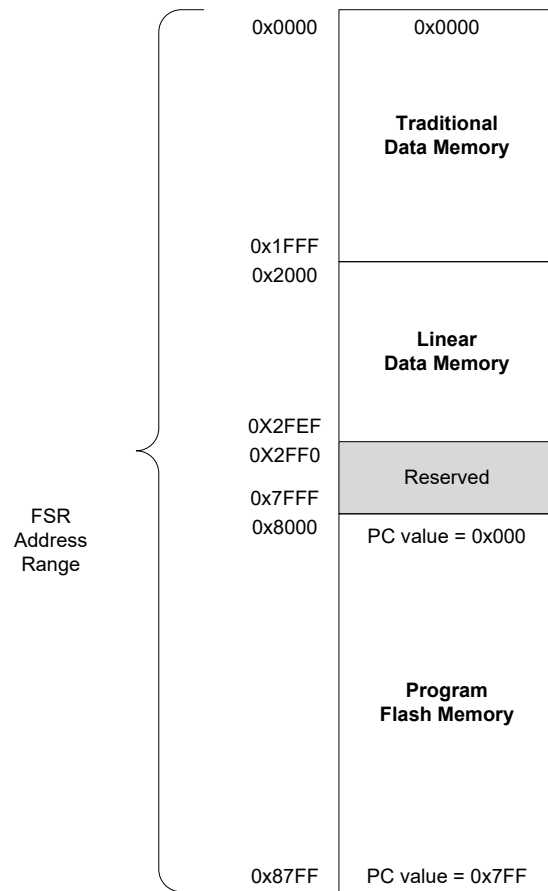 0x0000
0x0000
Traditional
Data Memory
0x1FFF
0x2000
Linear
Data Memory
0X2FEF
0X2FF0
Reserved
0x7FFF
0x8000
PC value = 0x000
FSR
Address
Range
Program
Flash Memory
0x87FF
PC value = 0x7FF